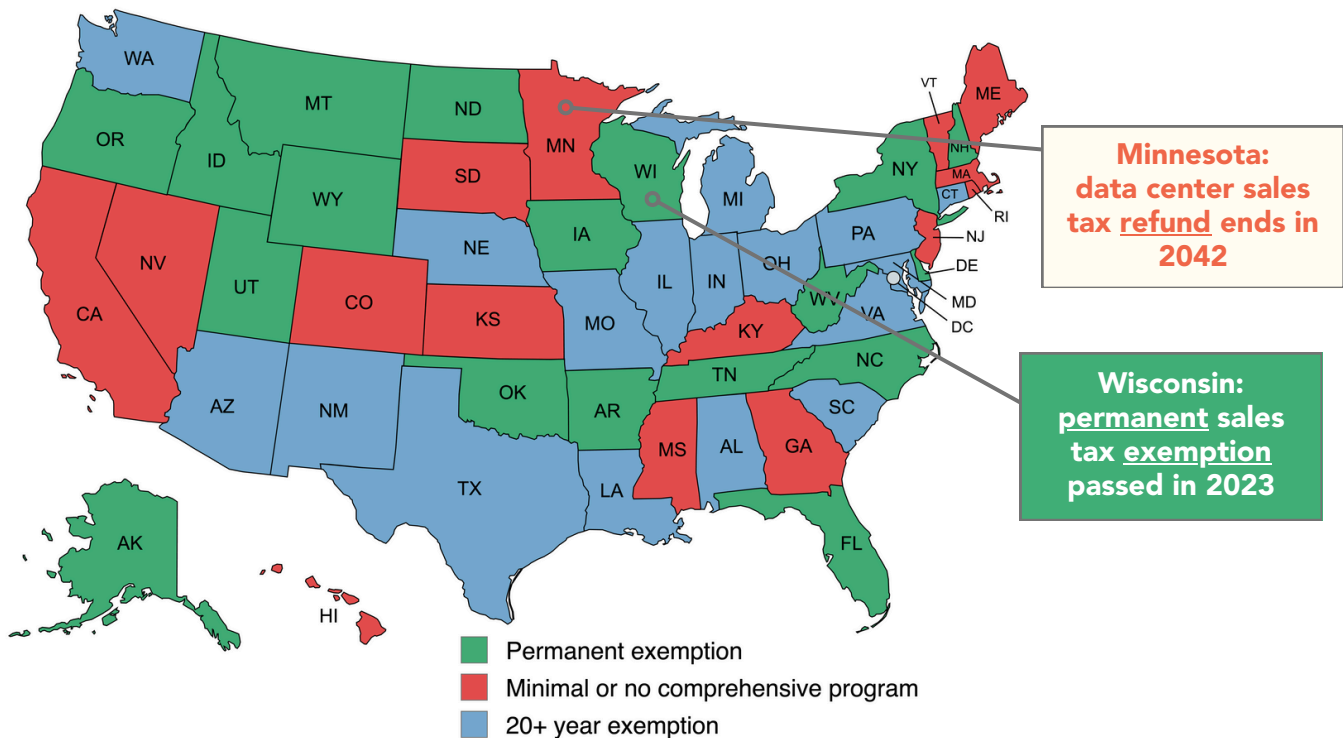 WA
MT
ND
OR
ID
WY
SD
MN
WI
VT
ME
NH
NY
MA
CT
RI
NJ
DE
MD
DC
MI
PA
IA
NE
NV
UT
CO
CA
KS
MO
IL
IN
OH
WV
VA
KY
NC
TN
OK
AR
AZ
NM
SC
MS
AL
GA
TX
LA
FL
AK
HI
Minnesota:
data center sales
tax refund ends in
2042
Wisconsin:
permanent sales
tax exemption
passed in 2023
Permanent exemption
Minimal or no comprehensive program
20+ year exemption